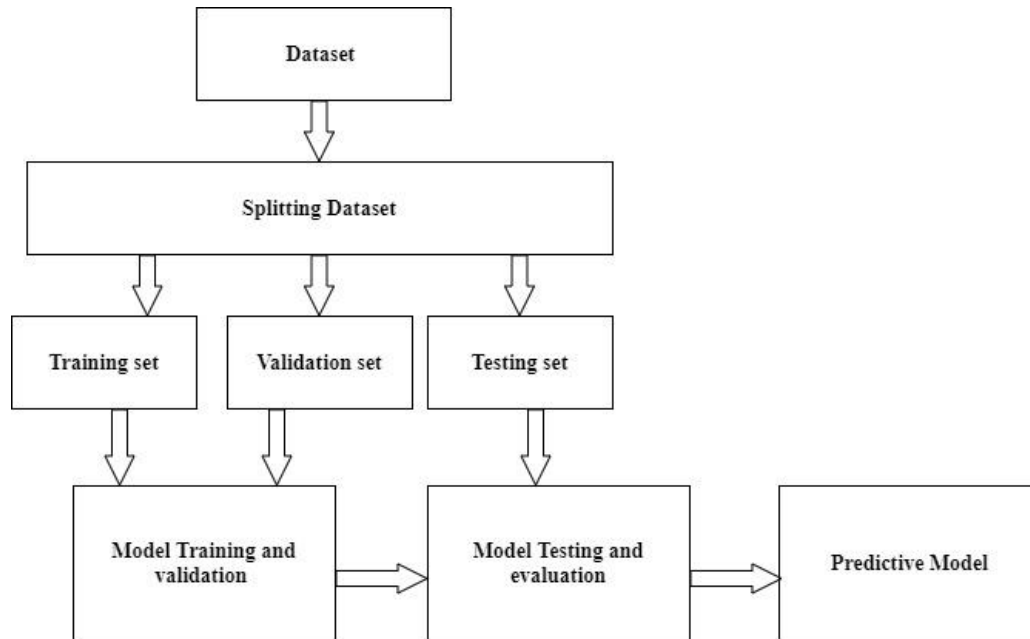 Dataset
Splitting Dataset
Training set
Validation set
Testing set
Model Training and
validation
Model Testing and
evaluation
Predictive Model